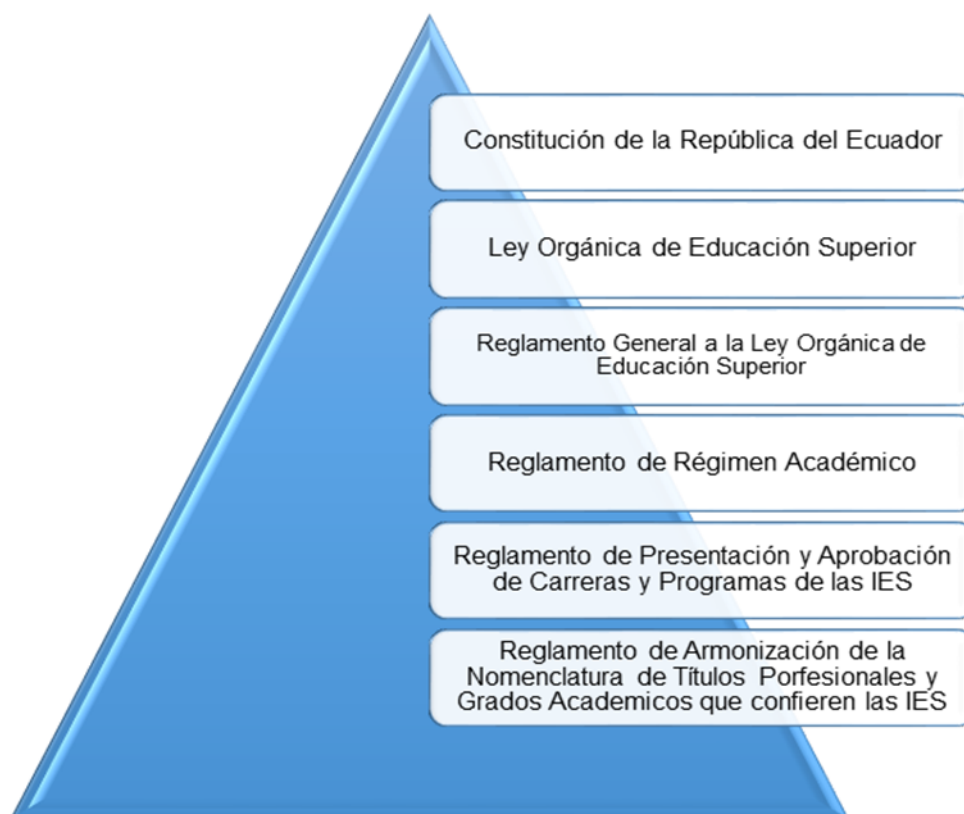 Constitución de la República del Ecuador
Ley Orgánica de Educación Superior
Reglamento General a la Ley Orgánica de
Educación Superior
Reglamento de Régimen Académico
Reglamento de Presentación y Aprobación
de Carreras y Programas de las IES
Reglamento de Armonización de la
Nomenclatura de Títulos Porfesionales y
Grados Academicos que confieren las IES